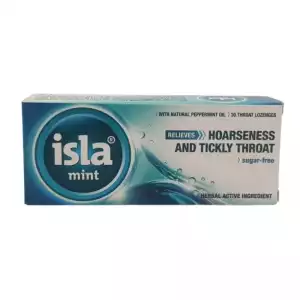 WITH NATURAL PEPPERMINT OIL | 30 THROAT LOZENGES
isla®
mint
RELIEVES HOARSENESS
AND TICKLY THROAT
sugar-free
HERBAL ACTIVE INGREDIENT